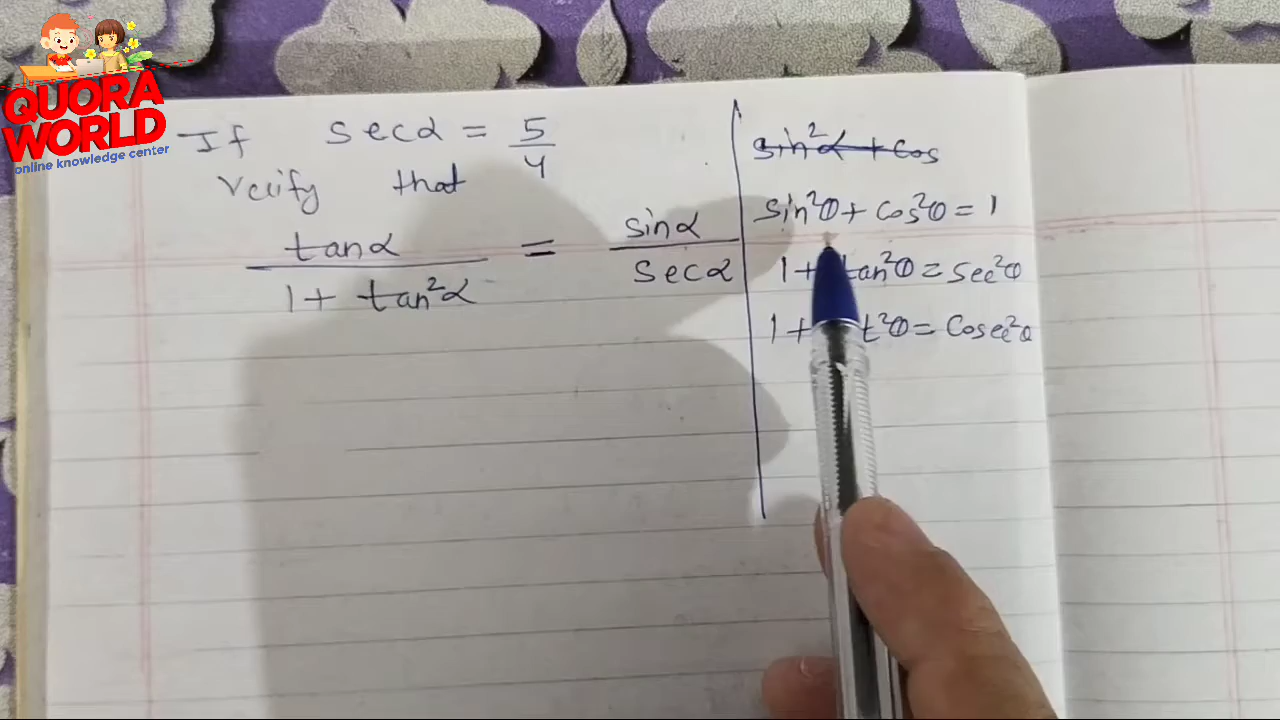 QUORA
WORLD
online knowledge center
If secα = 5/4
Verify that
tanα / 1 + tan²α = sinα / secα
sin²α + cos
sin²θ + cos²θ = 1
1 + tan²θ = sec²θ
1 + t²θ = cosec²θ